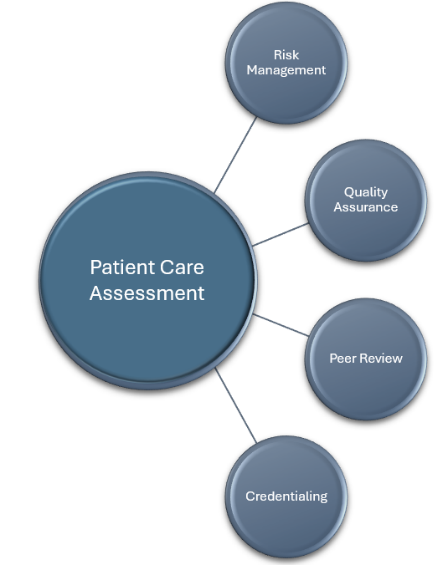 Risk
Management
Quality
Assurance
Patient Care
Assessment
Peer Review
Credentialing